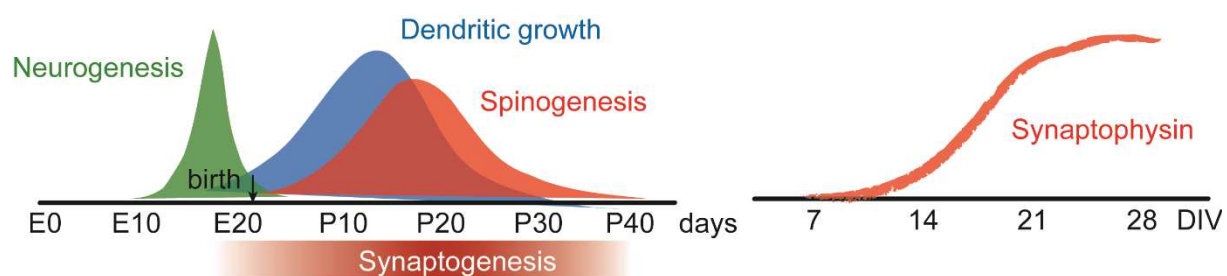 Dendritic growth
Neurogenesis
Spinogenesis
birth
E0 E10 E20 P10 P20 P30 P40 days
Synaptogenesis
Synaptophysin
7 14 21 28 DIV